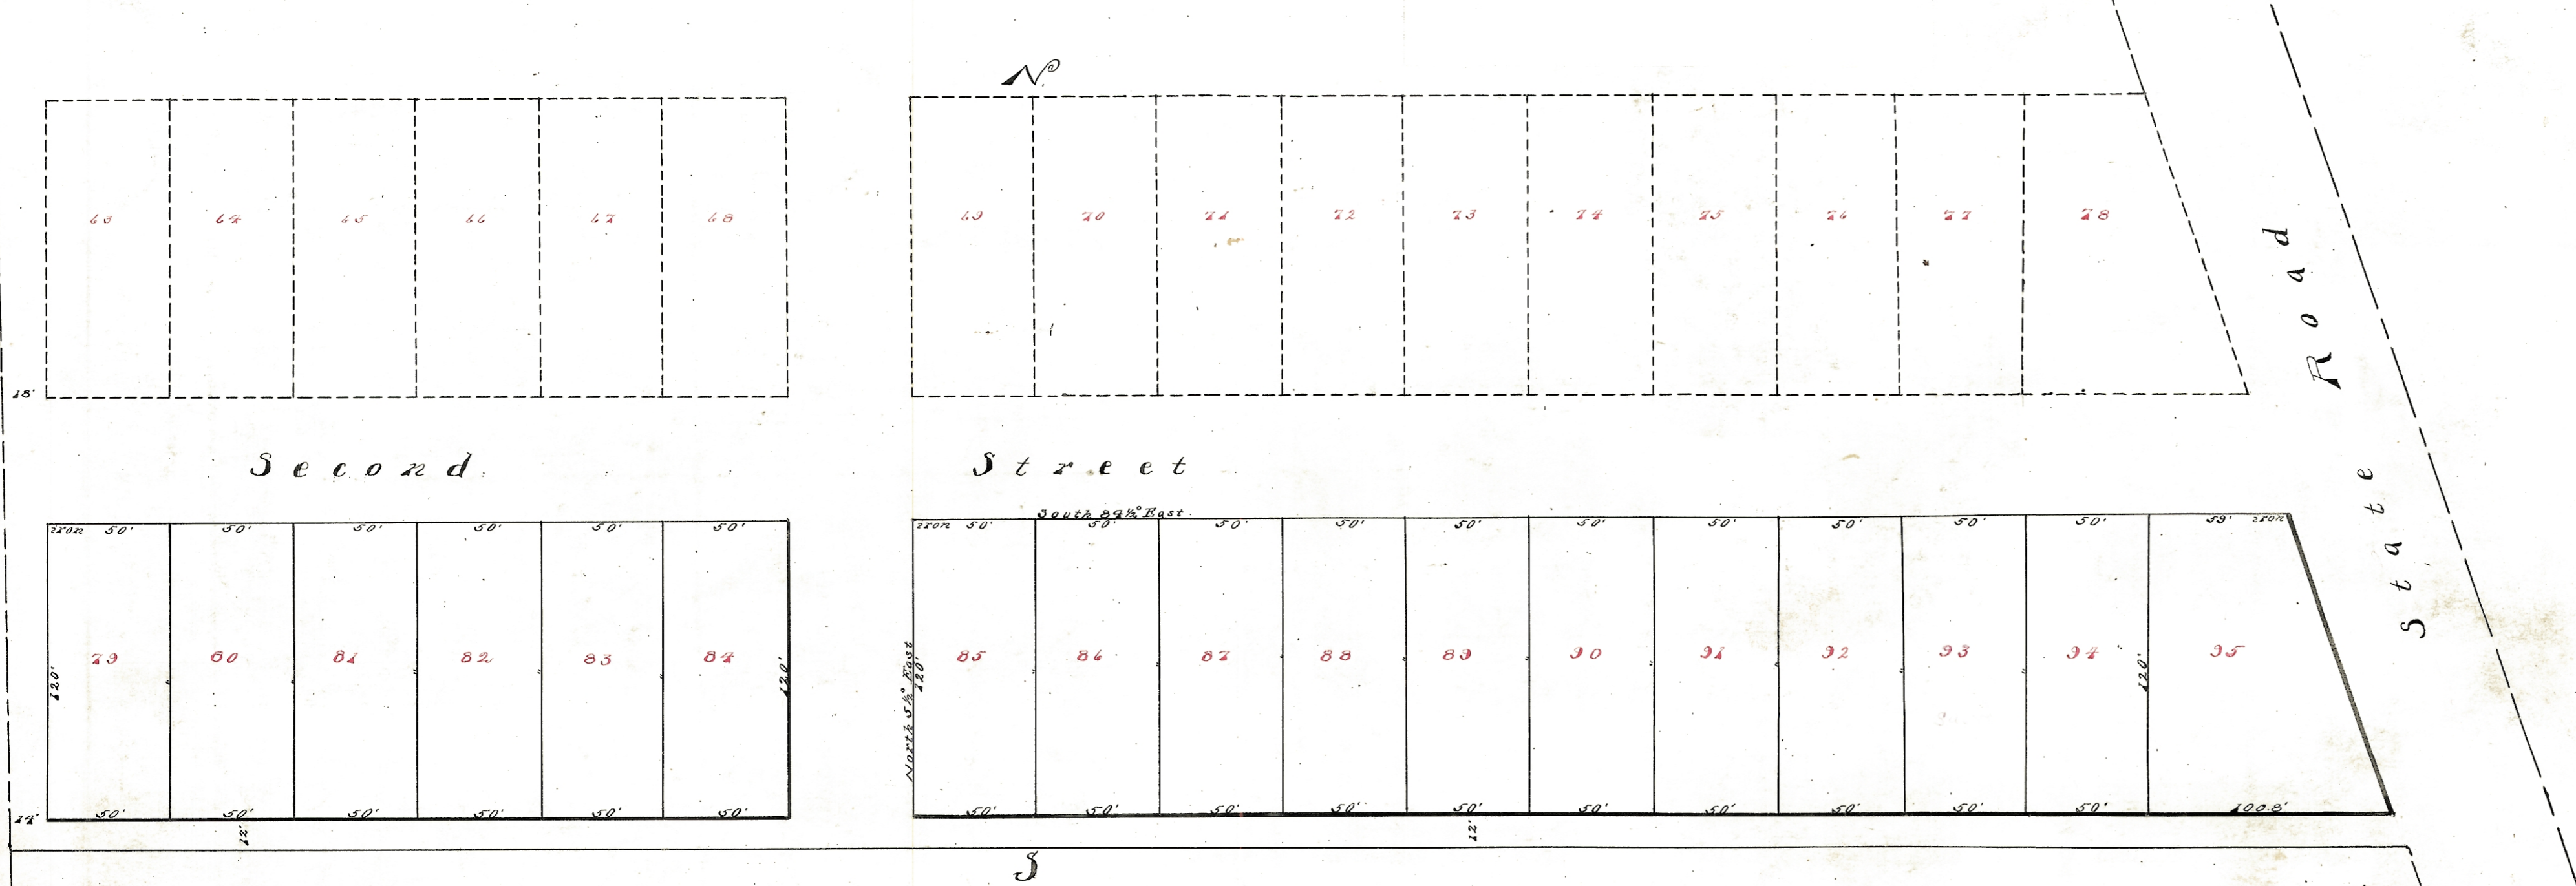 N.
63 64 65 66 67 68 69 70 71 72 73 74 75 76 77 78
18'
Second Street
State Road
South 84½° East.
iron 50' 50' 50' 50' 50' 50' iron 50' 50' 50' 50' 50' 50' 50' 50' 50' 50' 59' iron
79 80 81 82 83 84 85 86 87 88 89 90 91 92 93 94 95
120' 120' North 5½° East 120' 120'
14' 50' 50' 50' 50' 50' 50' 50' 50' 50' 50' 50' 50' 50' 50' 50' 50' 100.8'
12' 12'
S